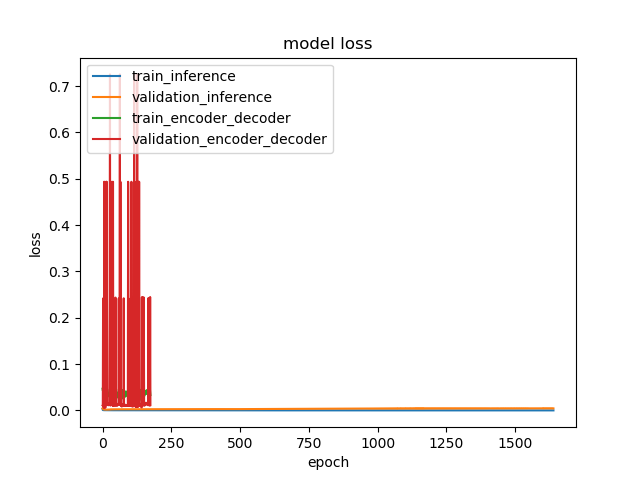 model loss
train_inference
validation_inference
train_encoder_decoder
validation_encoder_decoder
loss
0.7
0.6
0.5
0.4
0.3
0.2
0.1
0.0
0
250
500
750
1000
1250
1500
epoch